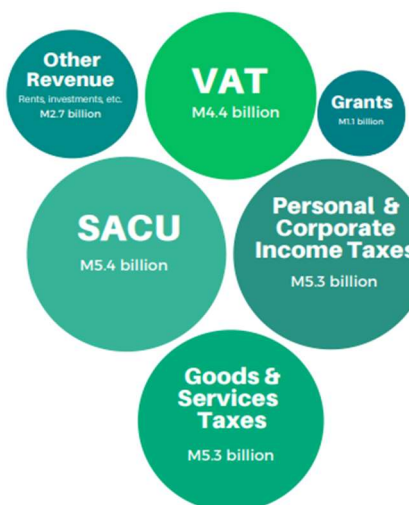 Other
Revenue
Rents, investments, etc.
M2.7 billion
VAT
M4.4 billion
Grants
M1.1 billion
SACU
M5.4 billion
Personal &
Corporate
Income Taxes
M5.3 billion
Goods &
Services
Taxes
M5.3 billion